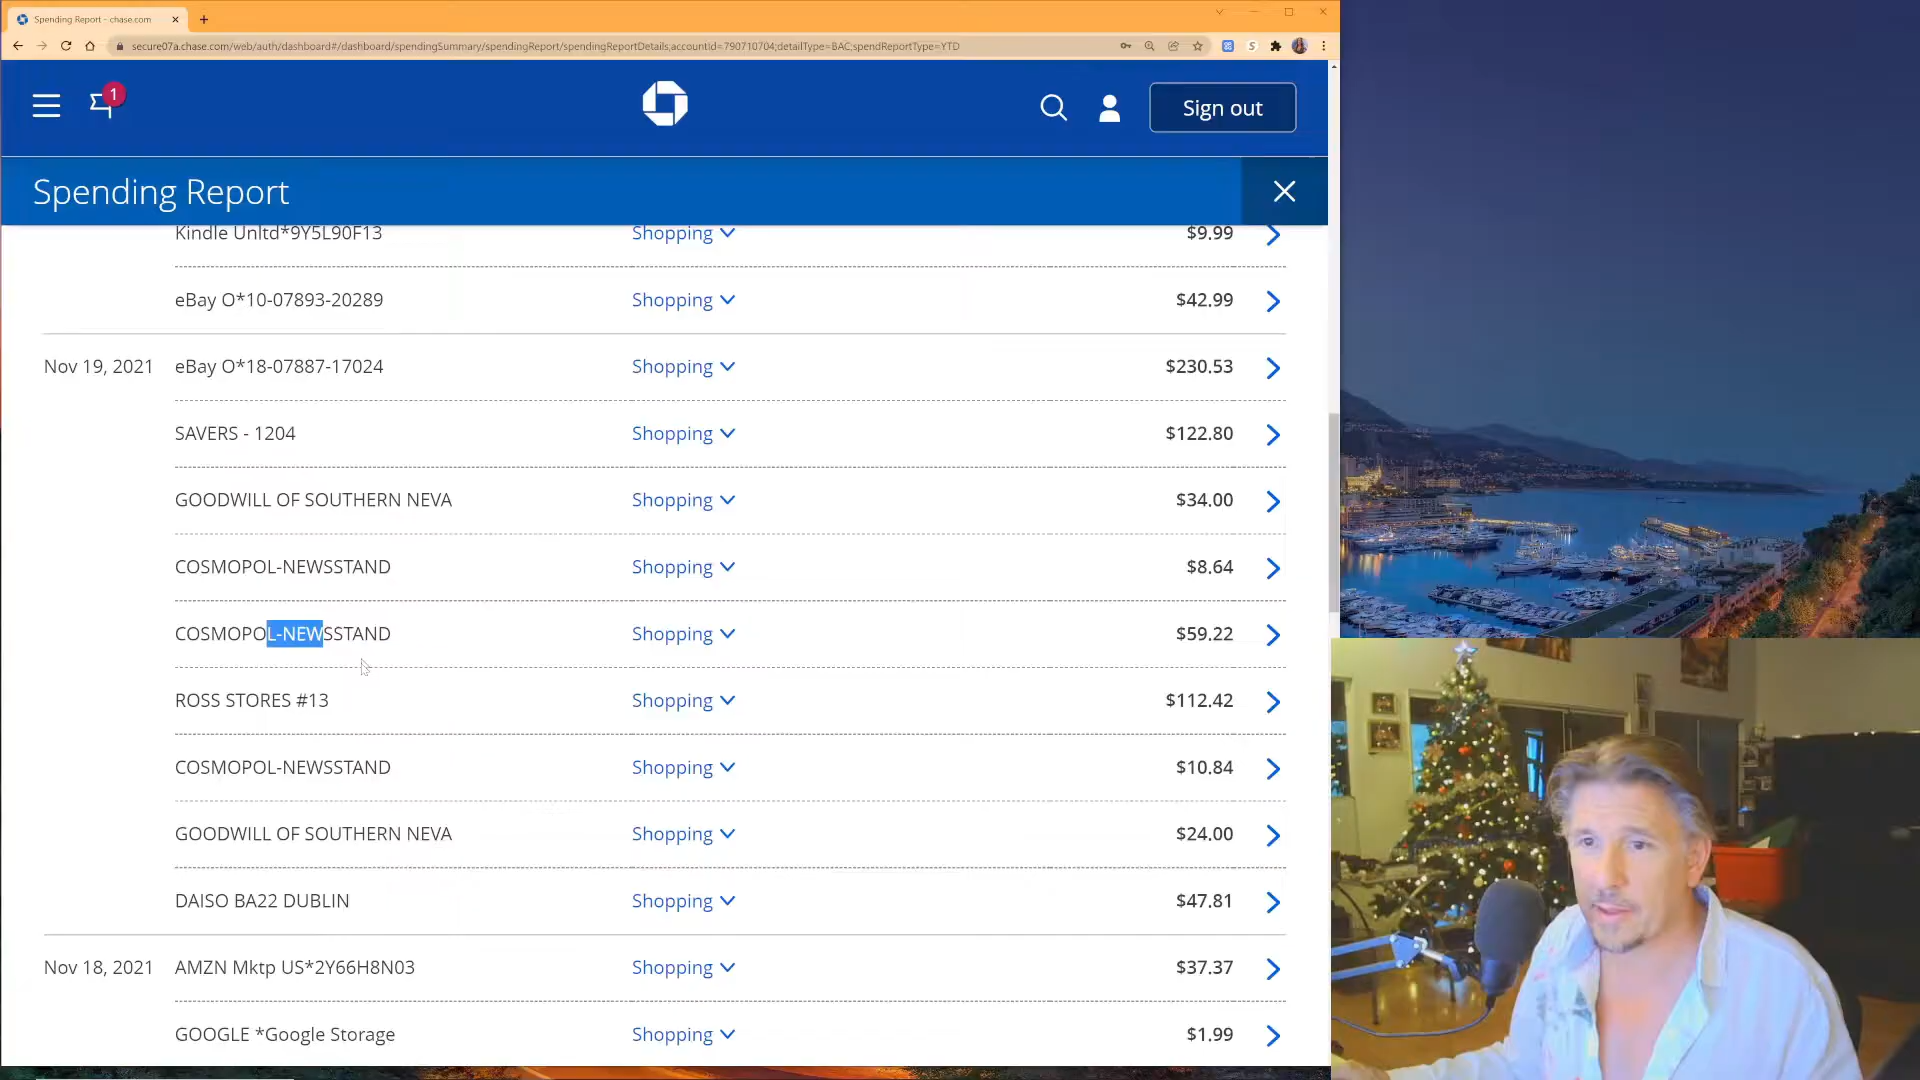 Spending Report - chase.com
secure07a.chase.com/web/auth/dashboard#/dashboard/spendingSummary/spendingReport/spendingReportDetails;accountId=790710704;detailType=BAC;spendReportType=YTD
1
Sign out
Spending Report
Kindle Unltd*9Y5L90F13 Shopping $9.99
eBay O*10-07893-20289 Shopping $42.99
Nov 19, 2021 eBay O*18-07887-17024 Shopping $230.53
SAVERS - 1204 Shopping $122.80
GOODWILL OF SOUTHERN NEVA Shopping $34.00
COSMOPOL-NEWSSTAND Shopping $8.64
COSMOPOL-NEWSSTAND Shopping $59.22
ROSS STORES #13 Shopping $112.42
COSMOPOL-NEWSSTAND Shopping $10.84
GOODWILL OF SOUTHERN NEVA Shopping $24.00
DAISO BA22 DUBLIN Shopping $47.81
Nov 18, 2021 AMZN Mktp US*2Y66H8N03 Shopping $37.37
GOOGLE *Google Storage Shopping $1.99